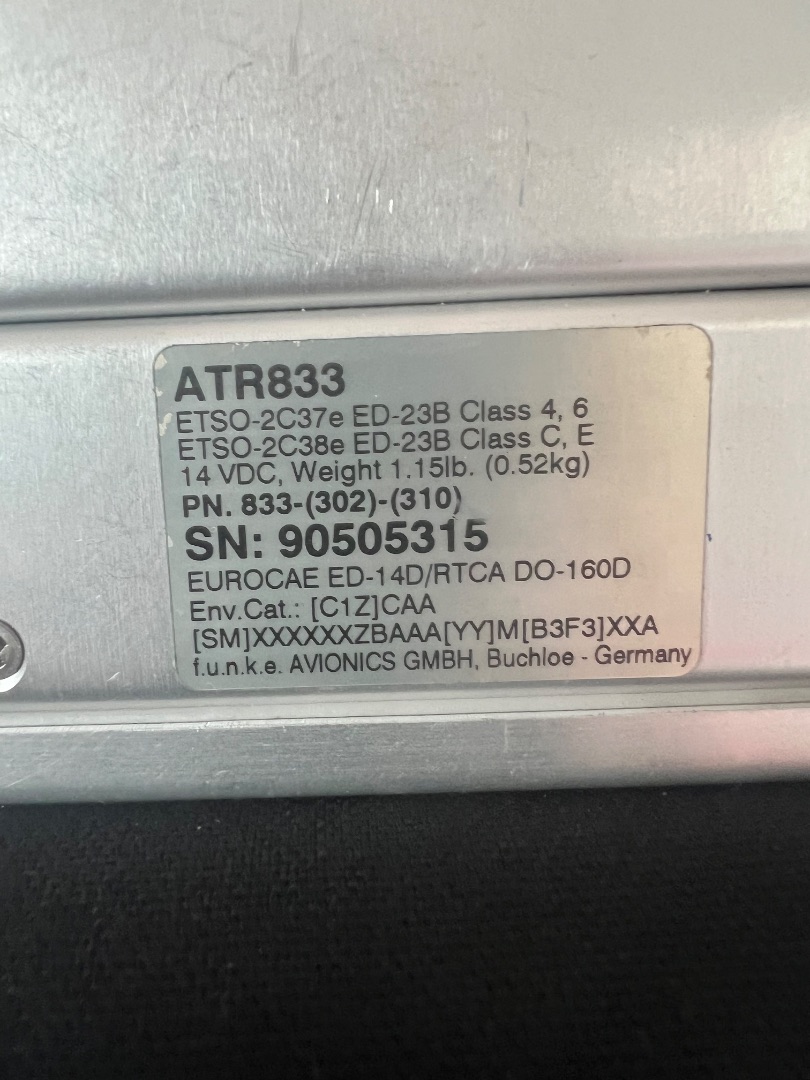 ATR833
ETSO-2C37e ED-23B Class 4, 6
ETSO-2C38e ED-23B Class C, E
14 VDC, Weight 1.15lb. (0.52kg)
PN. 833-(302)-(310)
SN: 90505315
EUROCAE ED-14D/RTCA DO-160D
Env.Cat.: [C1Z]CAA
[SM]XXXXXXZBAAA[YY]M[B3F3]XXA
f.u.n.k.e. AVIONICS GMBH, Buchloe - Germany